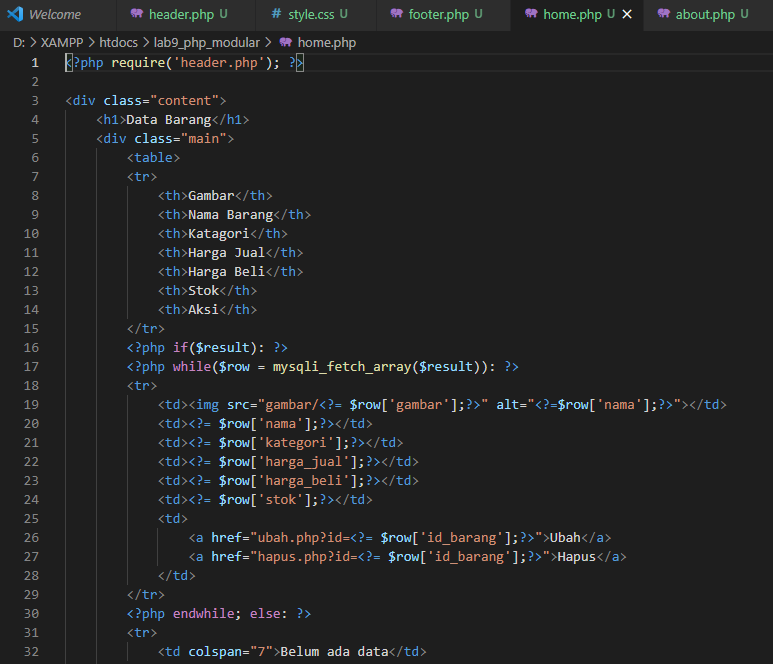 Welcome header.php U # style.css U footer.php U home.php U × about.php U
D: > XAMPP > htdocs > lab9_php_modular > home.php
1 <?php require('header.php'); ?>
2
3 <div class="content">
4 <h1>Data Barang</h1>
5 <div class="main">
6 <table>
7 <tr>
8 <th>Gambar</th>
9 <th>Nama Barang</th>
10 <th>Katagori</th>
11 <th>Harga Jual</th>
12 <th>Harga Beli</th>
13 <th>Stok</th>
14 <th>Aksi</th>
15 </tr>
16 <?php if($result): ?>
17 <?php while($row = mysqli_fetch_array($result)): ?>
18 <tr>
19 <td><img src="gambar/<?= $row['gambar'];?>" alt="<?=$row['nama'];?>"></td>
20 <td><?= $row['nama'];?></td>
21 <td><?= $row['kategori'];?></td>
22 <td><?= $row['harga_jual'];?></td>
23 <td><?= $row['harga_beli'];?></td>
24 <td><?= $row['stok'];?></td>
25 <td>
26 <a href="ubah.php?id=<?= $row['id_barang'];?>">Ubah</a>
27 <a href="hapus.php?id=<?= $row['id_barang'];?>">Hapus</a>
28 </td>
29 </tr>
30 <?php endwhile; else: ?>
31 <tr>
32 <td colspan="7">Belum ada data</td>